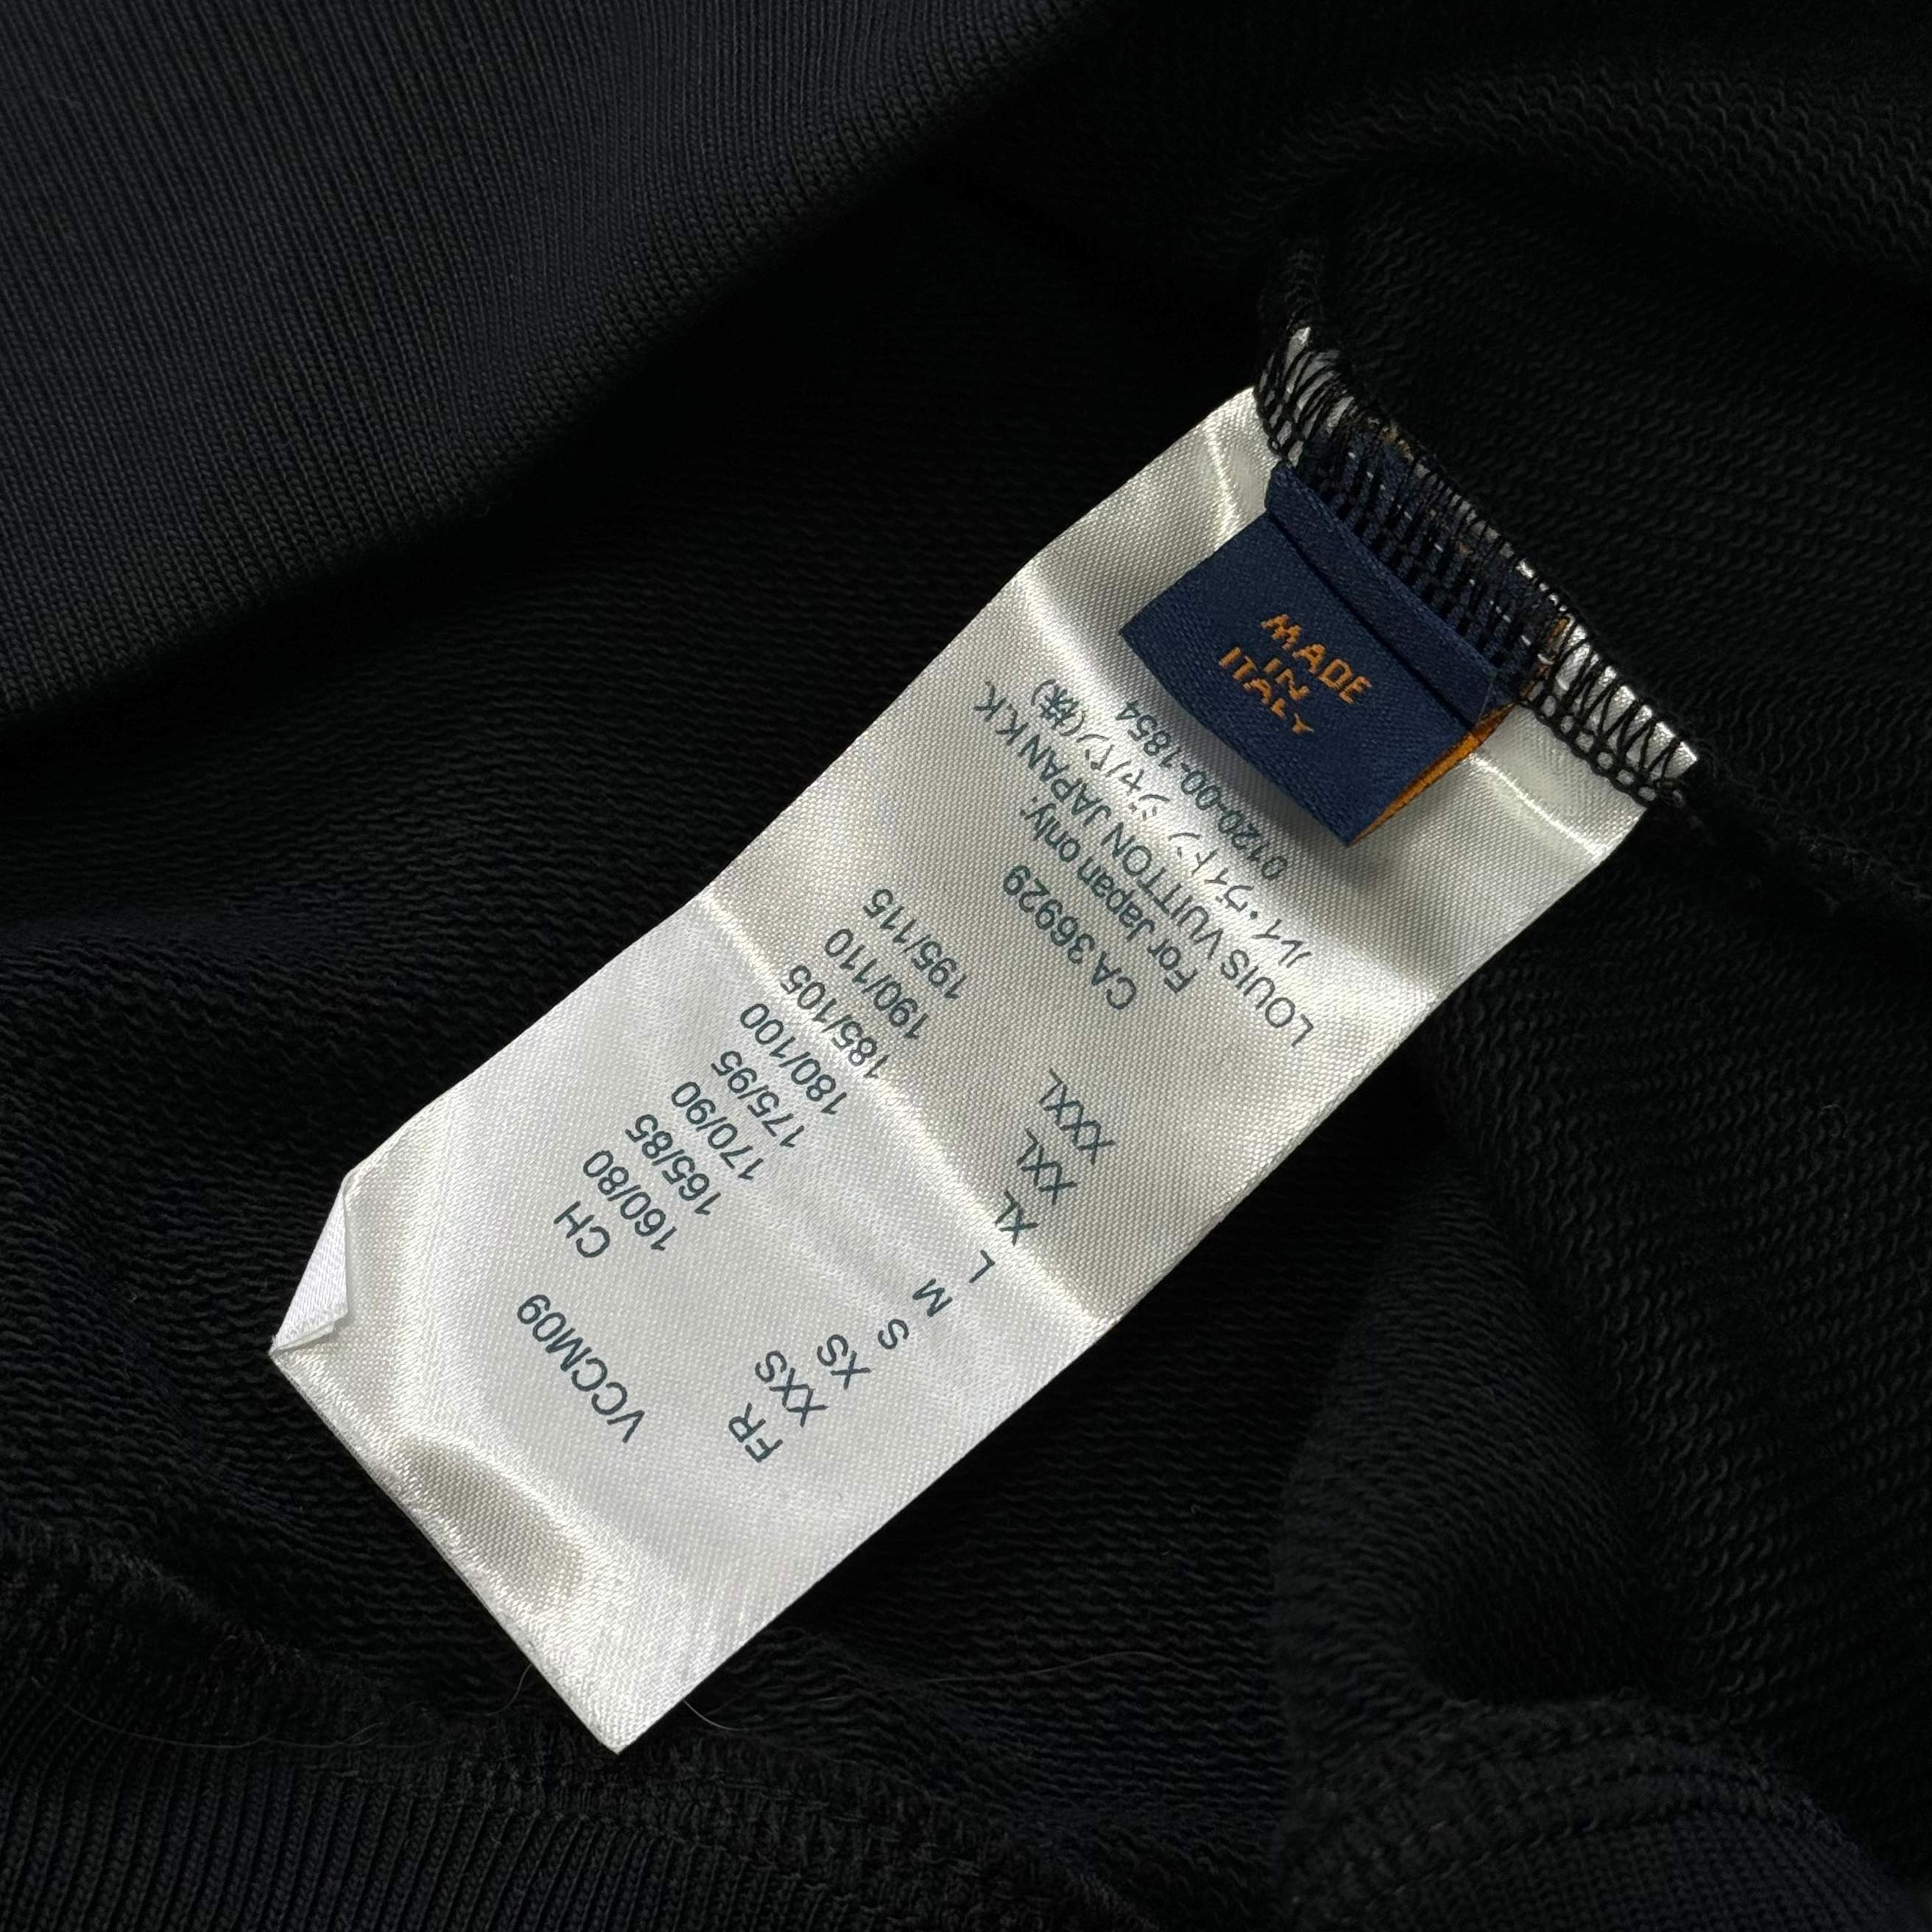 MADE
IN
ITALY
VCCM09
FR CH
XXS 160/80
XS 165/85
S 170/90
M 175/95
L 180/100
XL 185/105
XXL 190/110
XXXL 195/115
CA 36929
For Japan only:
LOUIS VUITTON JAPAN K.K.
ルイ・ヴィトン ジャパン(株)
0120-00-1854